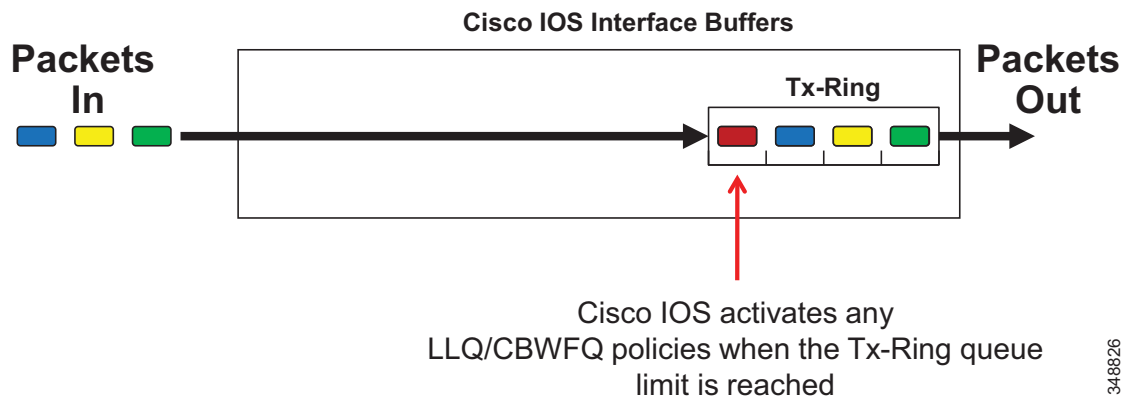 Cisco IOS Interface Buffers
Packets
In
Packets
Out
Tx-Ring
Cisco IOS activates any
LLQ/CBWFQ policies when the Tx-Ring queue
limit is reached
348826